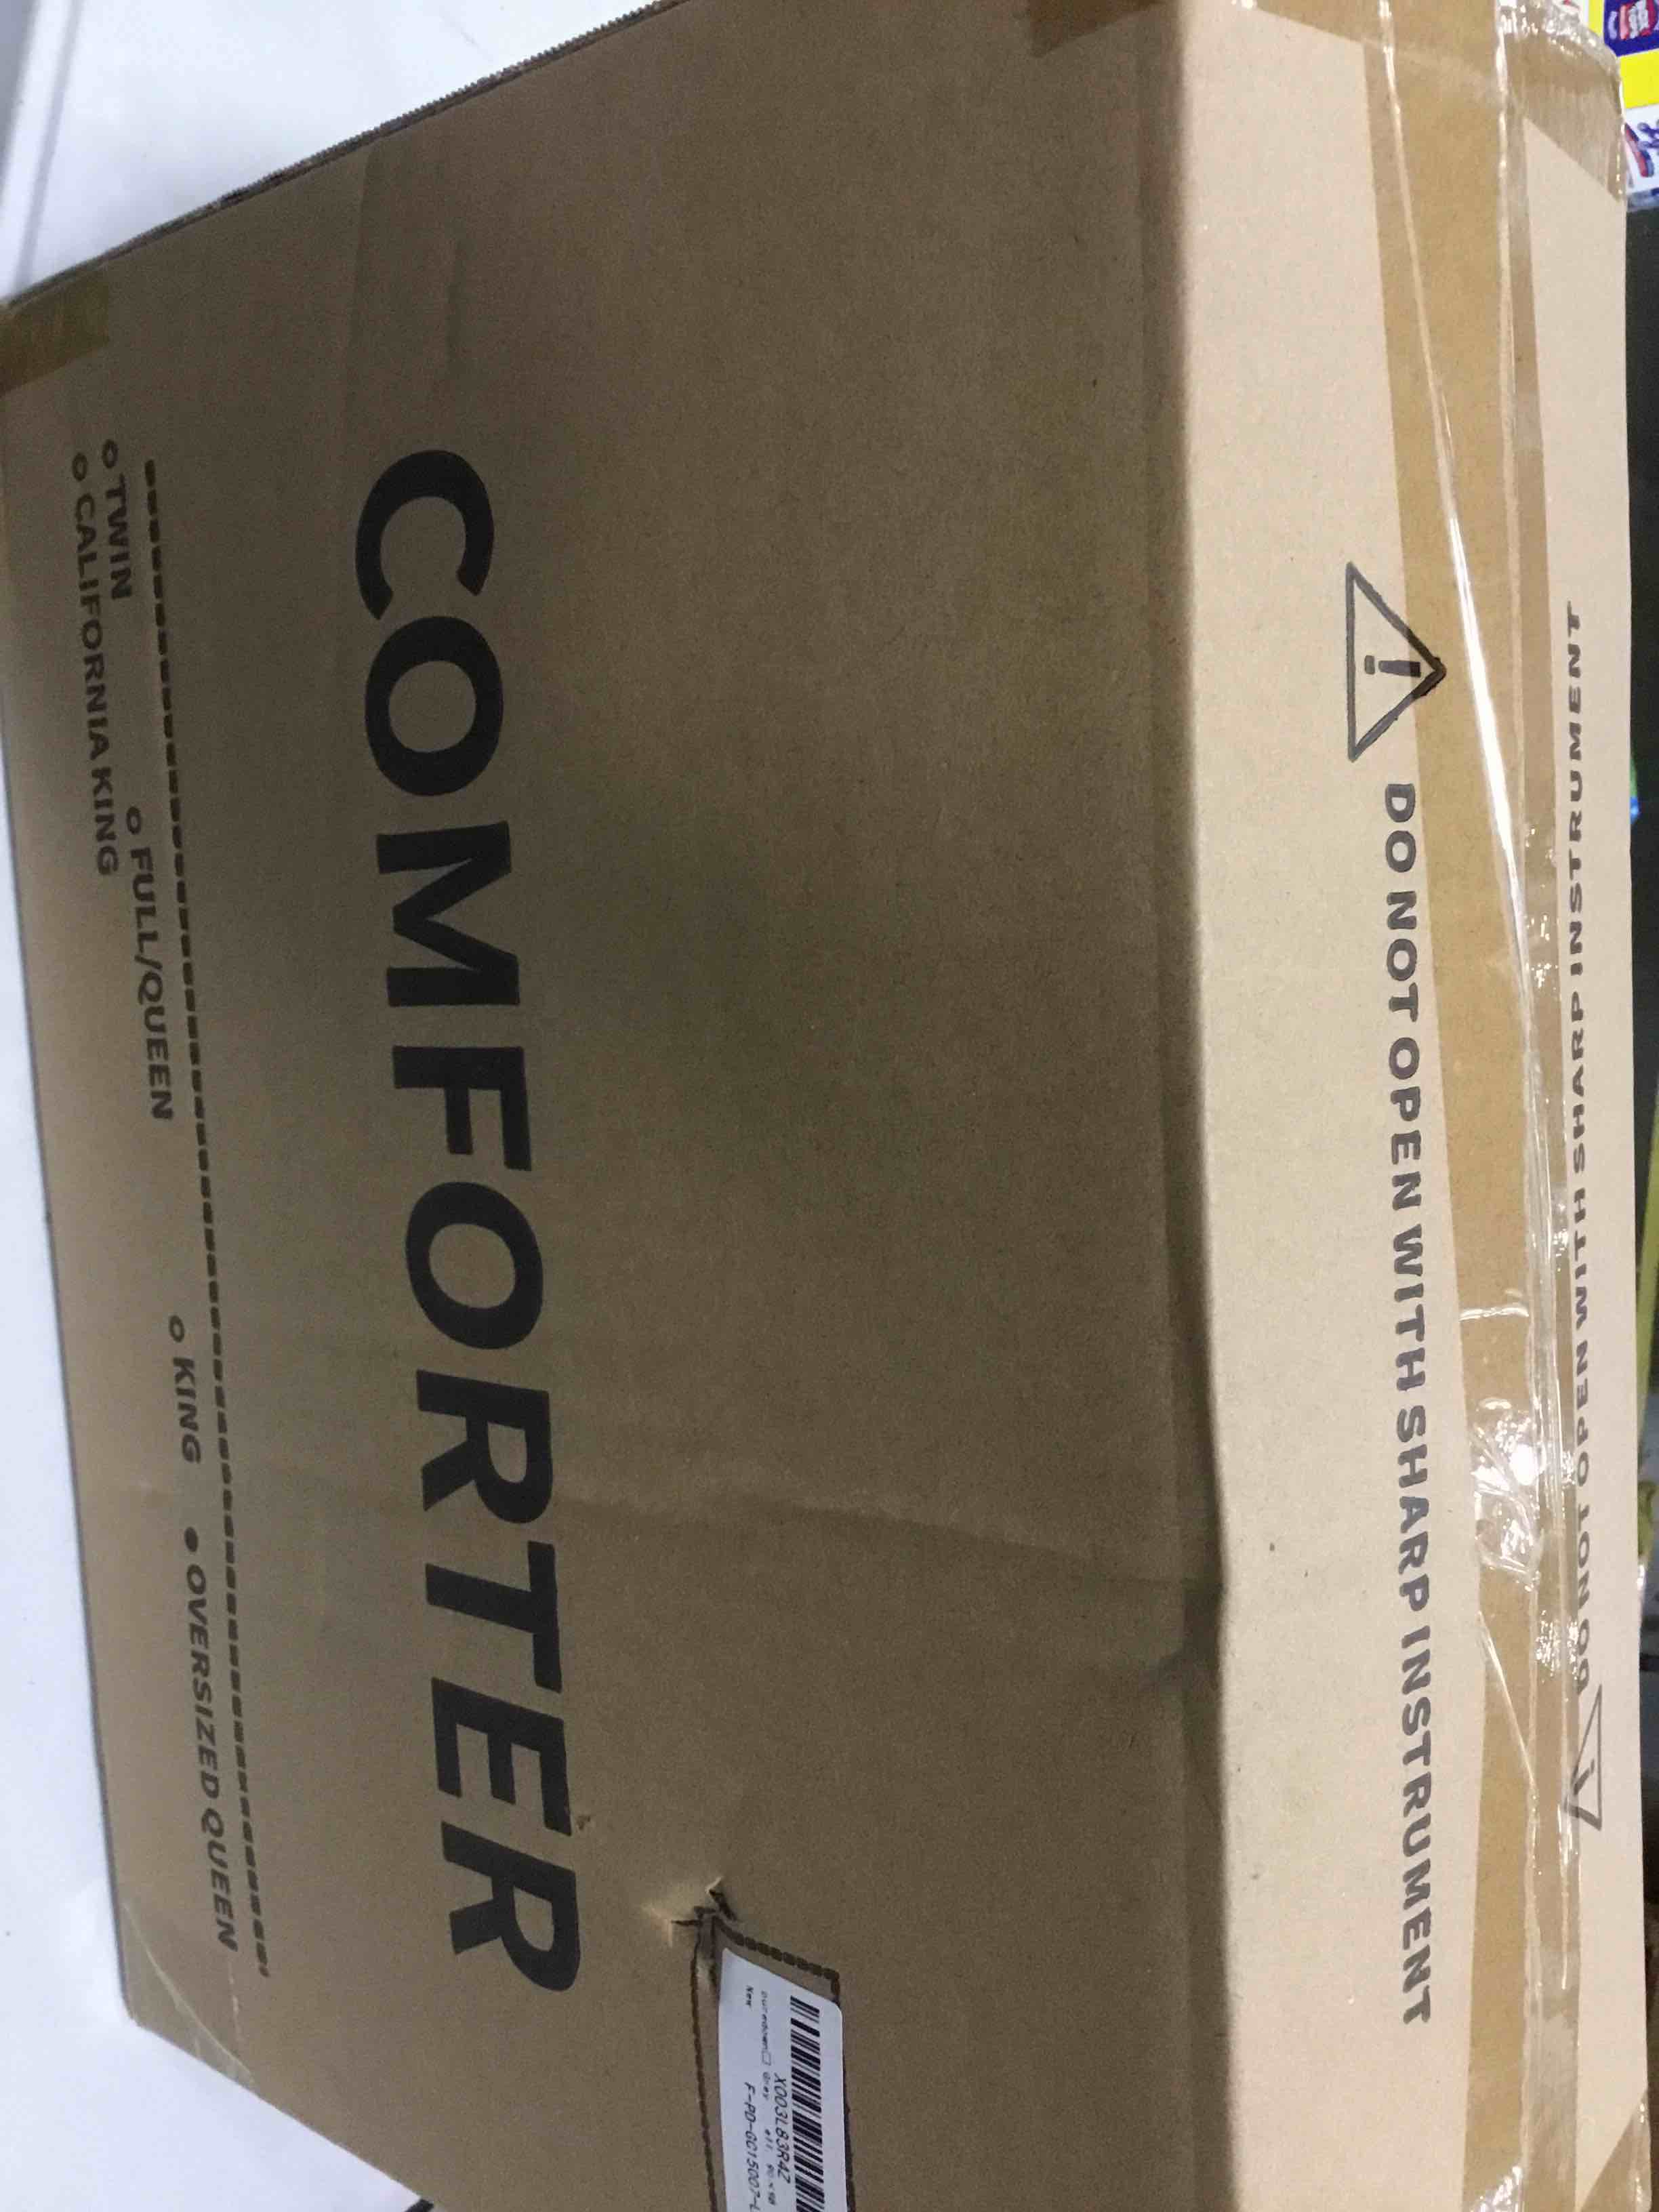 DO NOT OPEN WITH SHARP INSTRUMENT
DO NOT OPEN WITH SHARP INSTRUMENT
COMFORTER
TWIN
FULL/QUEEN
KING
OVERSIZED QUEEN
CALIFORNIA KING
X003L83R4Z
New